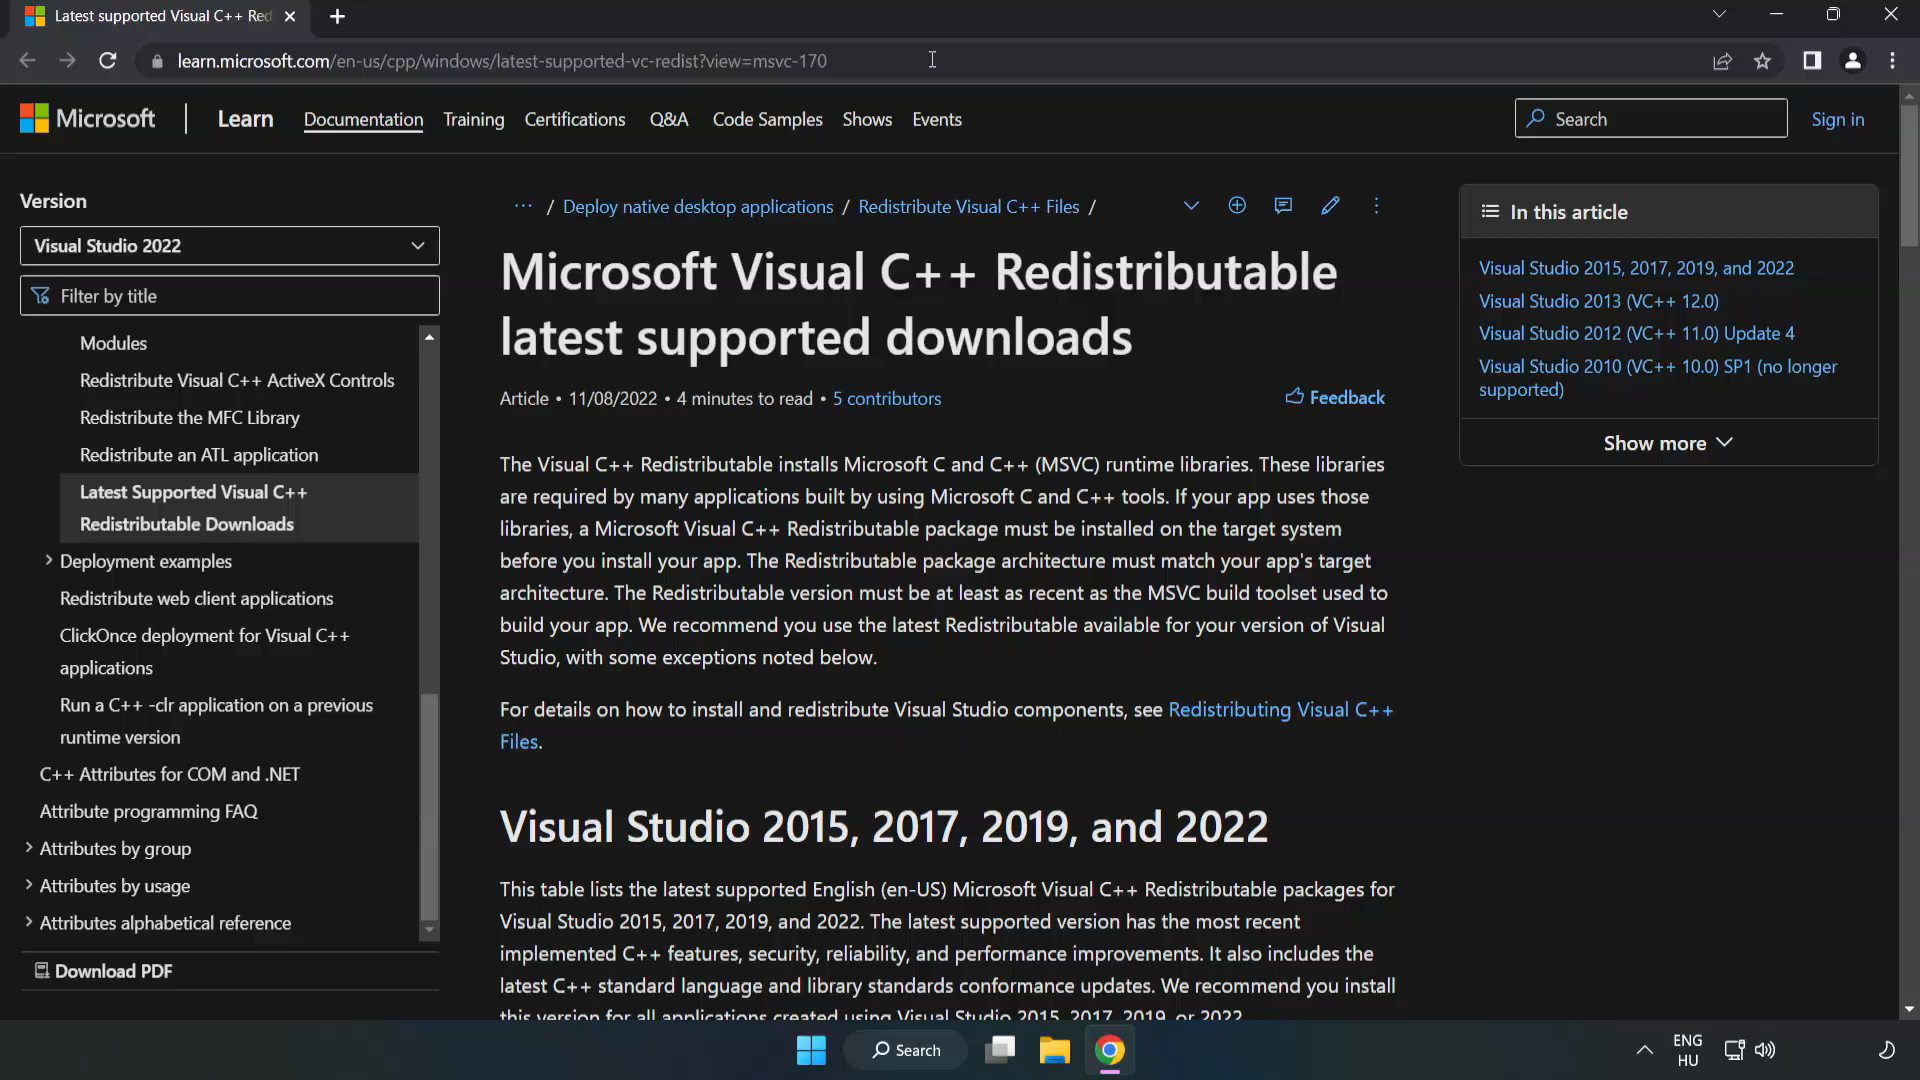 Latest supported Visual C++ Red
learn.microsoft.com/en-us/cpp/windows/latest-supported-vc-redist?view=msvc-170
Microsoft
Learn
Documentation
Training
Certifications
Q&A
Code Samples
Shows
Events
Search
Sign in
Version
Visual Studio 2022
Filter by title
Modules
Redistribute Visual C++ ActiveX Controls
Redistribute the MFC Library
Redistribute an ATL application
Latest Supported Visual C++
Redistributable Downloads
Deployment examples
Redistribute web client applications
ClickOnce deployment for Visual C++
applications
Run a C++ -clr application on a previous
runtime version
C++ Attributes for COM and .NET
Attribute programming FAQ
Attributes by group
Attributes by usage
Attributes alphabetical reference
Download PDF
... / Deploy native desktop applications / Redistribute Visual C++ Files /
Microsoft Visual C++ Redistributable
latest supported downloads
Article • 11/08/2022 • 4 minutes to read • 5 contributors
Feedback
The Visual C++ Redistributable installs Microsoft C and C++ (MSVC) runtime libraries. These libraries
are required by many applications built by using Microsoft C and C++ tools. If your app uses those
libraries, a Microsoft Visual C++ Redistributable package must be installed on the target system
before you install your app. The Redistributable package architecture must match your app's target
architecture. The Redistributable version must be at least as recent as the MSVC build toolset used to
build your app. We recommend you use the latest Redistributable available for your version of Visual
Studio, with some exceptions noted below.
For details on how to install and redistribute Visual Studio components, see Redistributing Visual C++
Files.
Visual Studio 2015, 2017, 2019, and 2022
This table lists the latest supported English (en-US) Microsoft Visual C++ Redistributable packages for
Visual Studio 2015, 2017, 2019, and 2022. The latest supported version has the most recent
implemented C++ features, security, reliability, and performance improvements. It also includes the
latest C++ standard language and library standards conformance updates. We recommend you install
this version for all applications created using Visual Studio 2015, 2017, 2019, or 2022.
In this article
Visual Studio 2015, 2017, 2019, and 2022
Visual Studio 2013 (VC++ 12.0)
Visual Studio 2012 (VC++ 11.0) Update 4
Visual Studio 2010 (VC++ 10.0) SP1 (no longer
supported)
Show more
Search
ENG
HU